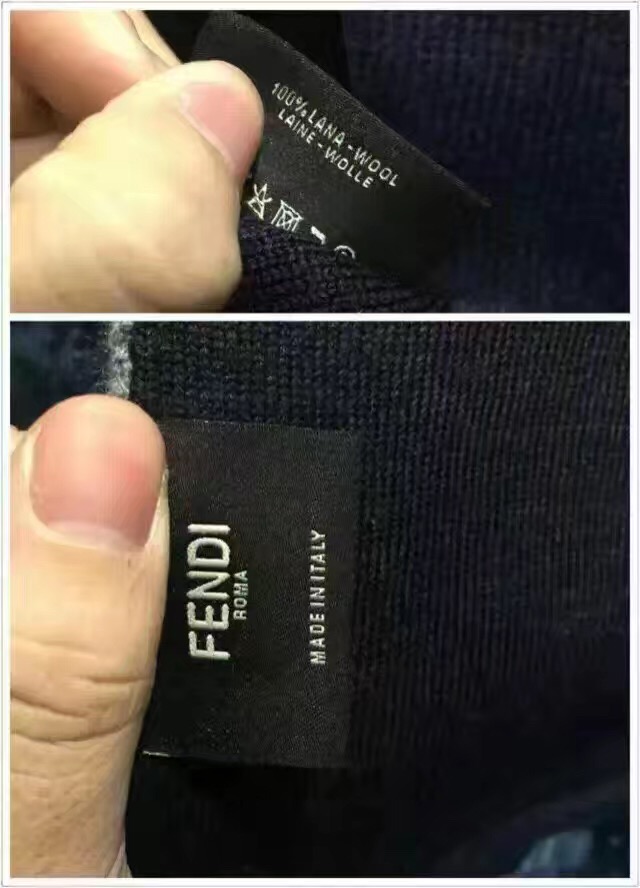 100% LANA-WOOL
LAINE-WOLLE
FENDI
ROMA
MADE IN ITALY